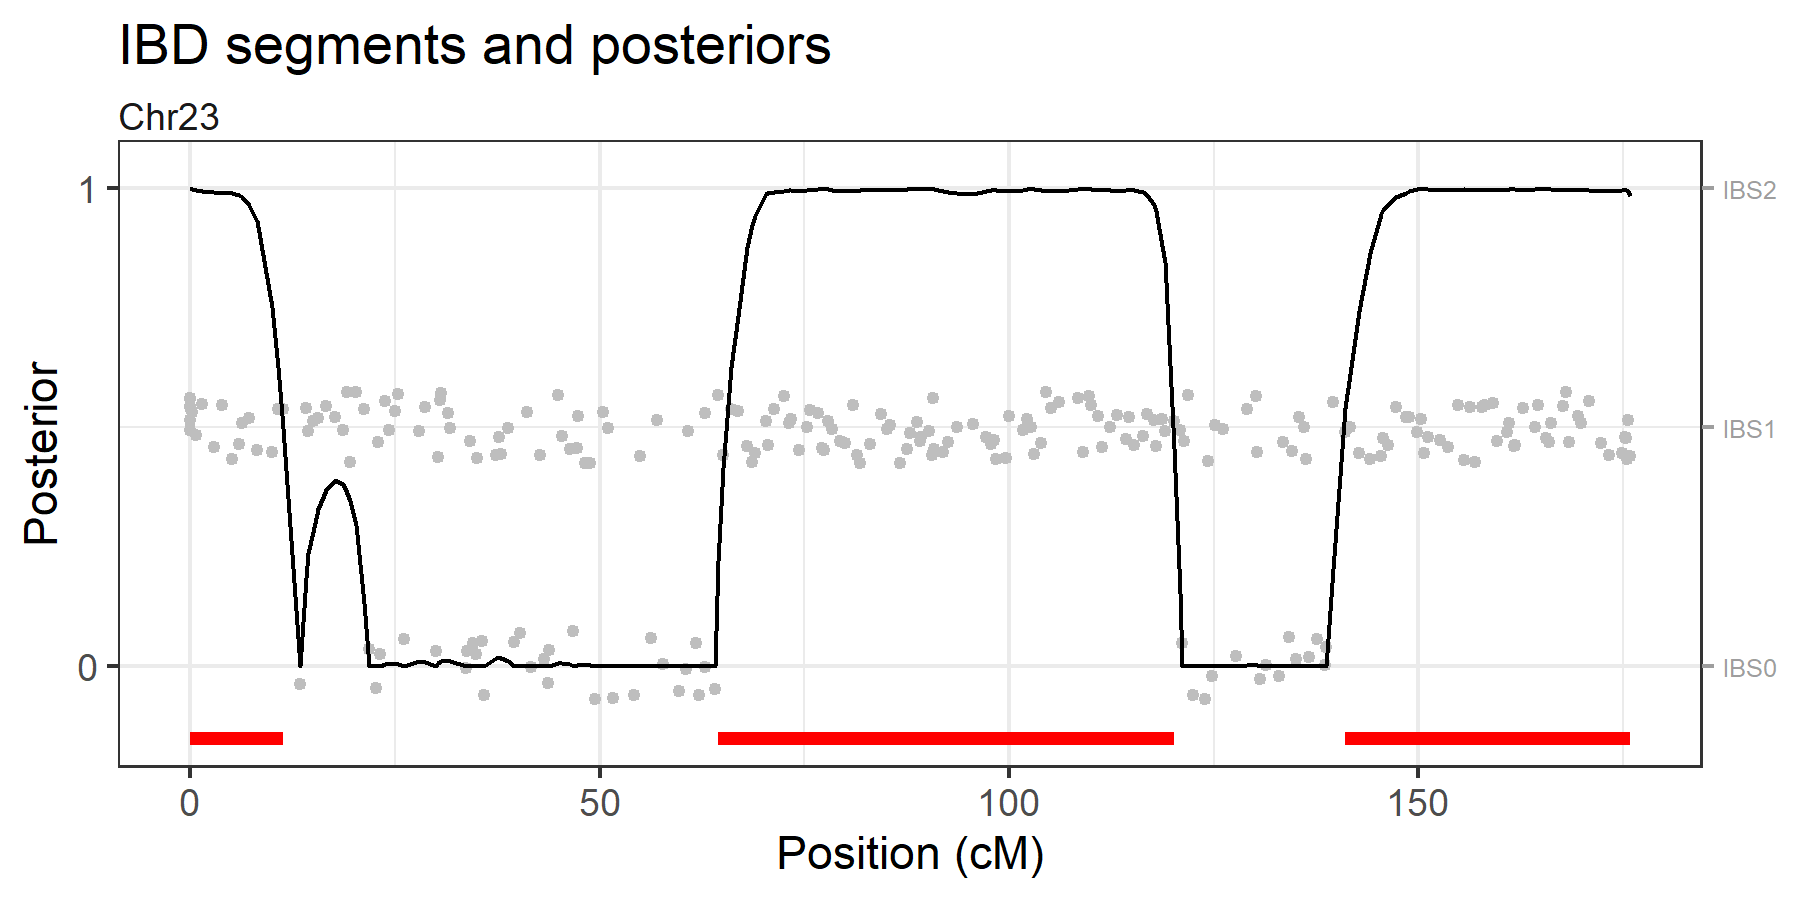 IBD segments and posteriors
Chr23
Posterior
1
0
IBS2
IBS1
IBS0
0 50 100 150
Position (cM)